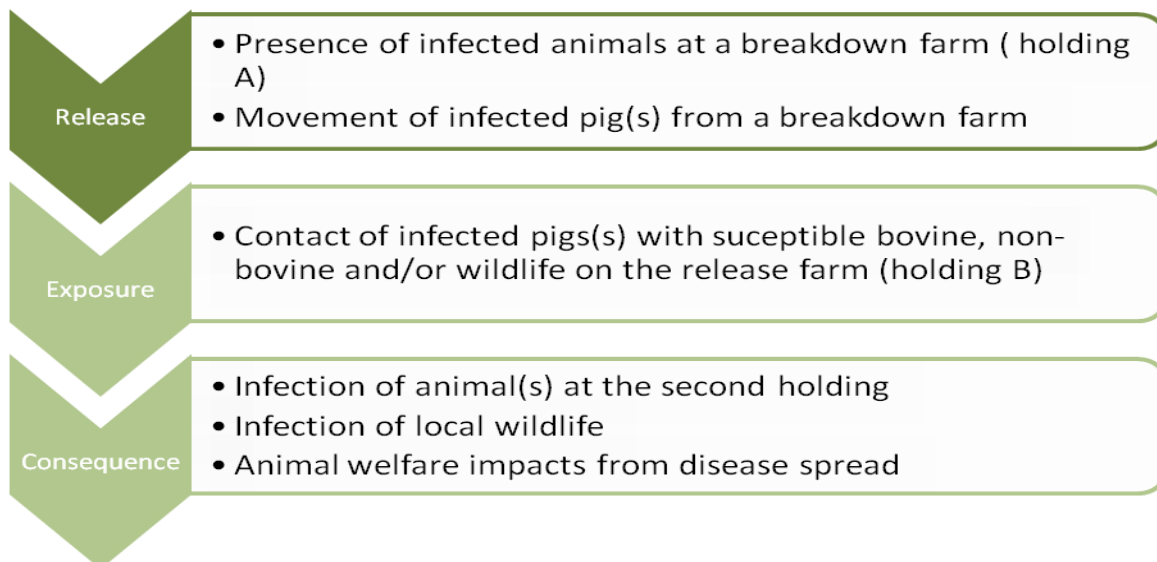 Release
• Presence of infected animals at a breakdown farm ( holding
A)
• Movement of infected pig(s) from a breakdown farm
Exposure
• Contact of infected pigs(s) with suceptible bovine, non-
bovine and/or wildlife on the release farm (holding B)
Consequence
• Infection of animal(s) at the second holding
• Infection of local wildlife
• Animal welfare impacts from disease spread